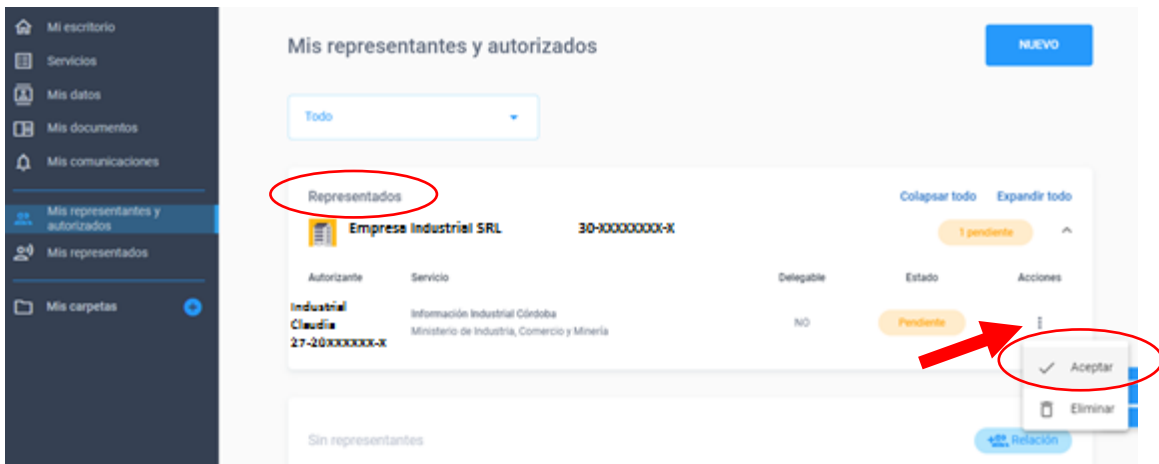 Mi escritorio
Servicios
Mis datos
Mis documentos
Mis comunicaciones
Mis representantes y
autorizados
Mis representados
Mis carpetas
Mis representantes y autorizados
NUEVO
Todo
Representados
Colapsar todo Expandir todo
Empresa Industrial SRL 30-XXXXXXXX-X
1 pendiente
Autorizante Servicio Delegable Estado Acciones
Industrial
Claudia
27-20XXXXXX-X
Información Industrial Córdoba
Ministerio de Industria, Comercio y Minería
NO
Pendiente
Aceptar
Eliminar
Sin representantes
Relación